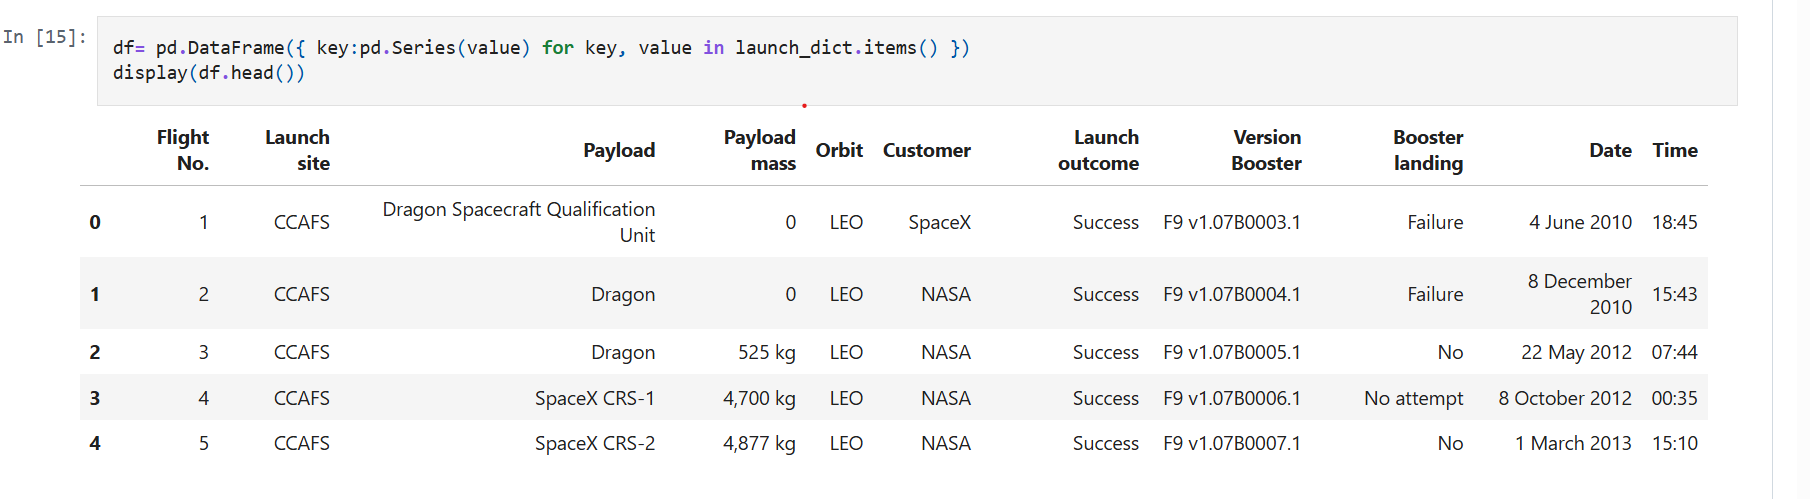 In [15]:
df= pd.DataFrame({ key:pd.Series(value) for key, value in launch_dict.items() })
display(df.head())
Flight No. Launch site Payload Payload mass Orbit Customer Launch outcome Version Booster Booster landing Date Time
0 1 CCAFS Dragon Spacecraft Qualification Unit 0 LEO SpaceX Success F9 v1.07B0003.1 Failure 4 June 2010 18:45
1 2 CCAFS Dragon 0 LEO NASA Success F9 v1.07B0004.1 Failure 8 December 2010 15:43
2 3 CCAFS Dragon 525 kg LEO NASA Success F9 v1.07B0005.1 No 22 May 2012 07:44
3 4 CCAFS SpaceX CRS-1 4,700 kg LEO NASA Success F9 v1.07B0006.1 No attempt 8 October 2012 00:35
4 5 CCAFS SpaceX CRS-2 4,877 kg LEO NASA Success F9 v1.07B0007.1 No 1 March 2013 15:10